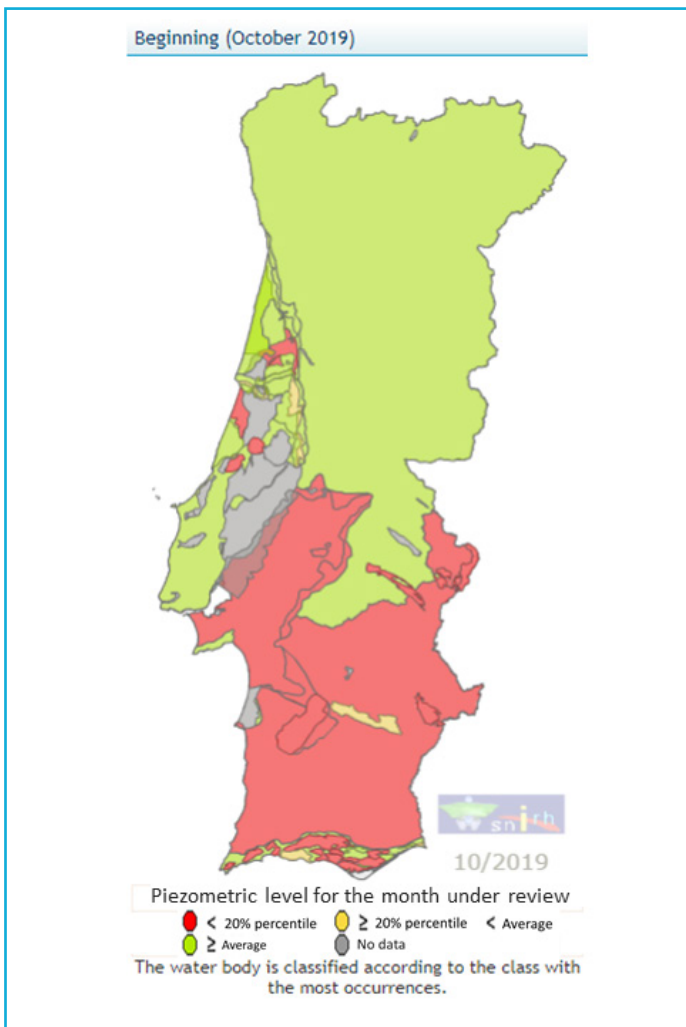 Beginning (October 2019)
snirh
10/2019
Piezometric level for the month under review
< 20% percentile ≥ 20% percentile < Average
≥ Average No data
The water body is classified according to the class with
the most occurrences.